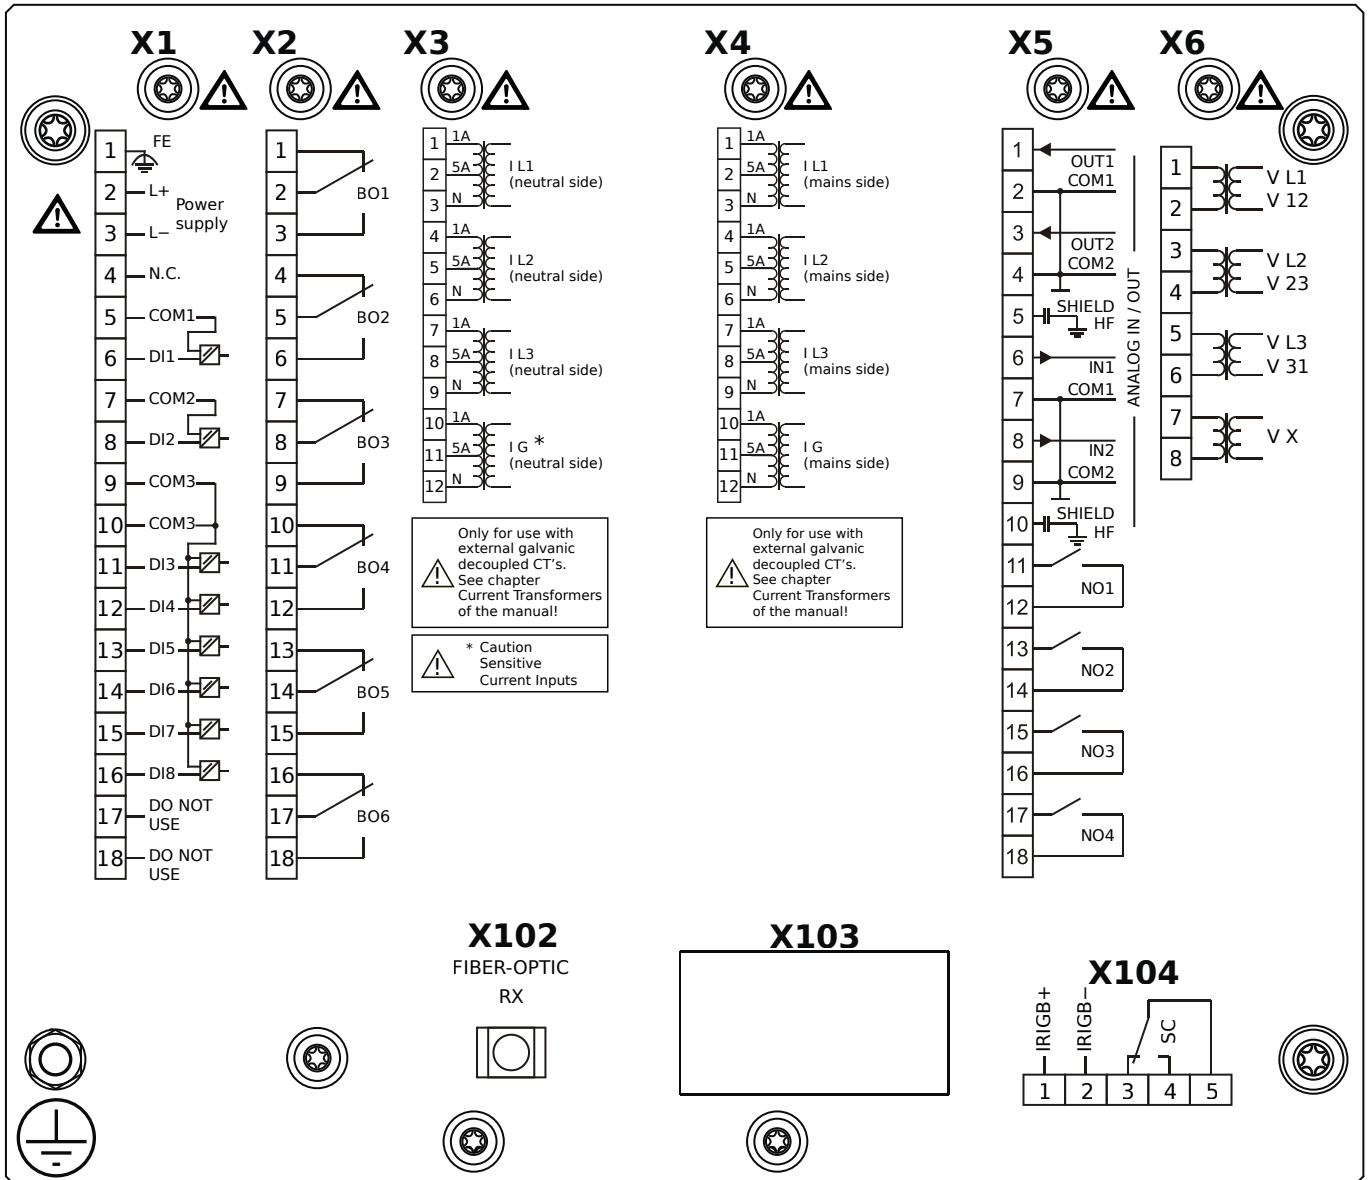 X1
X2
X3
X4
X5
X6
1
FE
2
L+
Power
supply
3
L−
4
N.C.
5
COM1
6
DI1
7
COM2
8
DI2
9
COM3
10
COM3
11
DI3
12
DI4
13
DI5
14
DI6
15
DI7
16
DI8
17
DO NOT
USE
18
DO NOT
USE
1
2
BO1
3
4
5
BO2
6
7
8
BO3
9
10
11
BO4
12
13
14
BO5
15
16
17
BO6
18
1
1A
2
5A
3
N
I L1
(neutral side)
4
1A
5
5A
6
N
I L2
(neutral side)
7
1A
8
5A
9
N
I L3
(neutral side)
10
1A
11
5A
12
N
I G *
(neutral side)
Only for use with
external galvanic
decoupled CT’s.
See chapter
Current Transformers
of the manual!
* Caution
Sensitive
Current Inputs
1
1A
2
5A
3
N
I L1
(mains side)
4
1A
5
5A
6
N
I L2
(mains side)
7
1A
8
5A
9
N
I L3
(mains side)
10
1A
11
5A
12
N
I G
(mains side)
Only for use with
external galvanic
decoupled CT’s.
See chapter
Current Transformers
of the manual!
1
OUT1
2
COM1
3
OUT2
4
COM2
5
SHIELD
HF
6
IN1
7
COM1
8
IN2
9
COM2
10
SHIELD
HF
ANALOG IN / OUT
11
NO1
12
13
NO2
14
15
NO3
16
17
NO4
18
1
V L1
2
V 12
3
V L2
4
V 23
5
V L3
6
V 31
7
V X
8
X102
FIBER-OPTIC
RX
X103
X104
IRIGB+
IRIGB−
SC
1
2
3
4
5